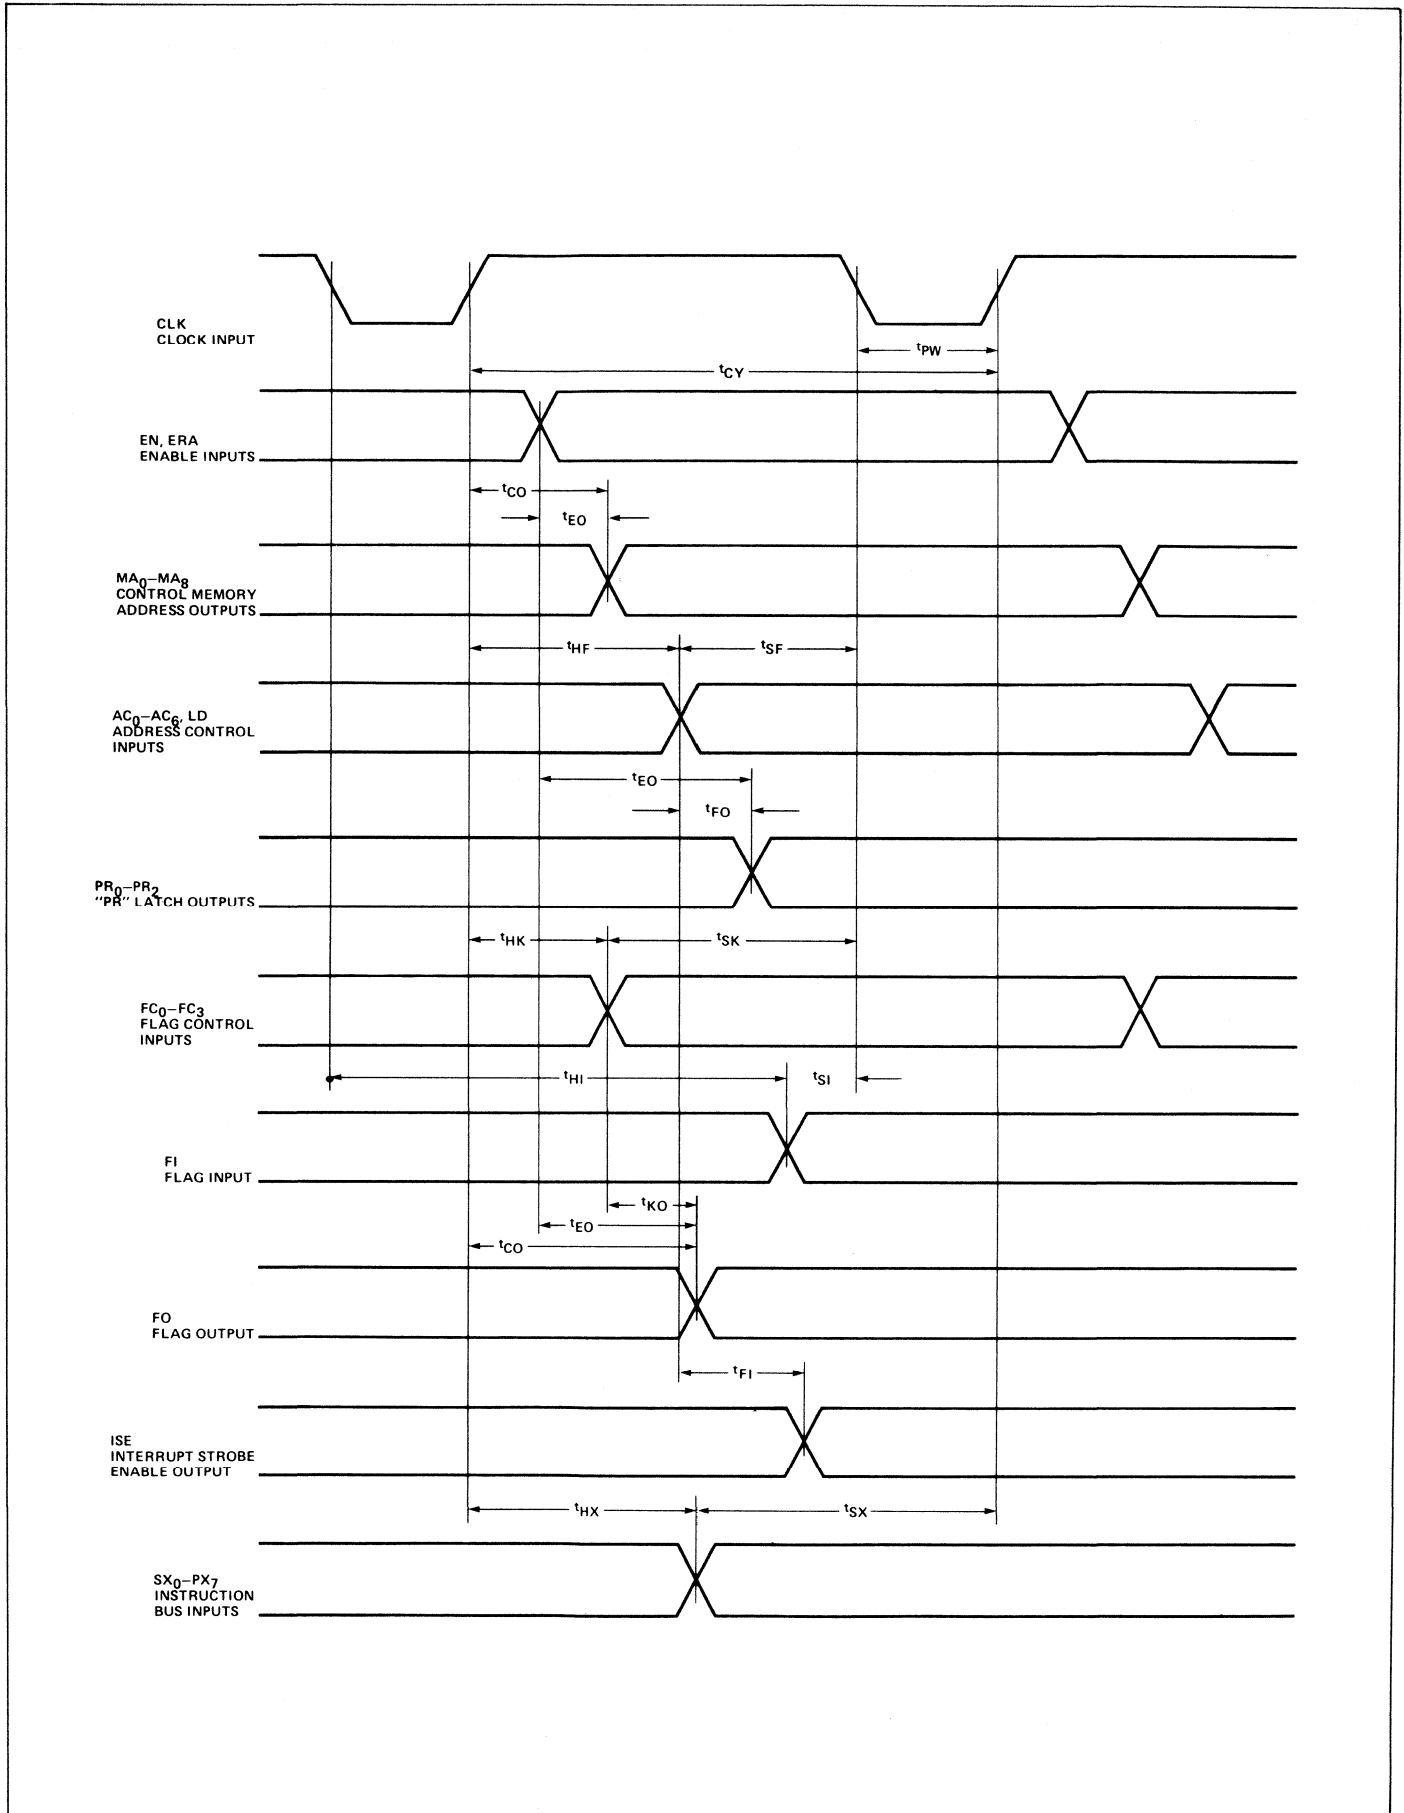 CLK
CLOCK INPUT
tPW
tCY
EN, ERA
ENABLE INPUTS
tCO
tEO
MA0–MA8
CONTROL MEMORY
ADDRESS OUTPUTS
tHF
tSF
AC0–AC6, LD
ADDRESS CONTROL
INPUTS
tEO
tFO
PR0–PR2
"PR" LATCH OUTPUTS
tHK
tSK
FC0–FC3
FLAG CONTROL
INPUTS
tHI
tSI
FI
FLAG INPUT
tKO
tEO
tCO
FO
FLAG OUTPUT
tFI
ISE
INTERRUPT STROBE
ENABLE OUTPUT
tHX
tSX
SX0–PX7
INSTRUCTION
BUS INPUTS